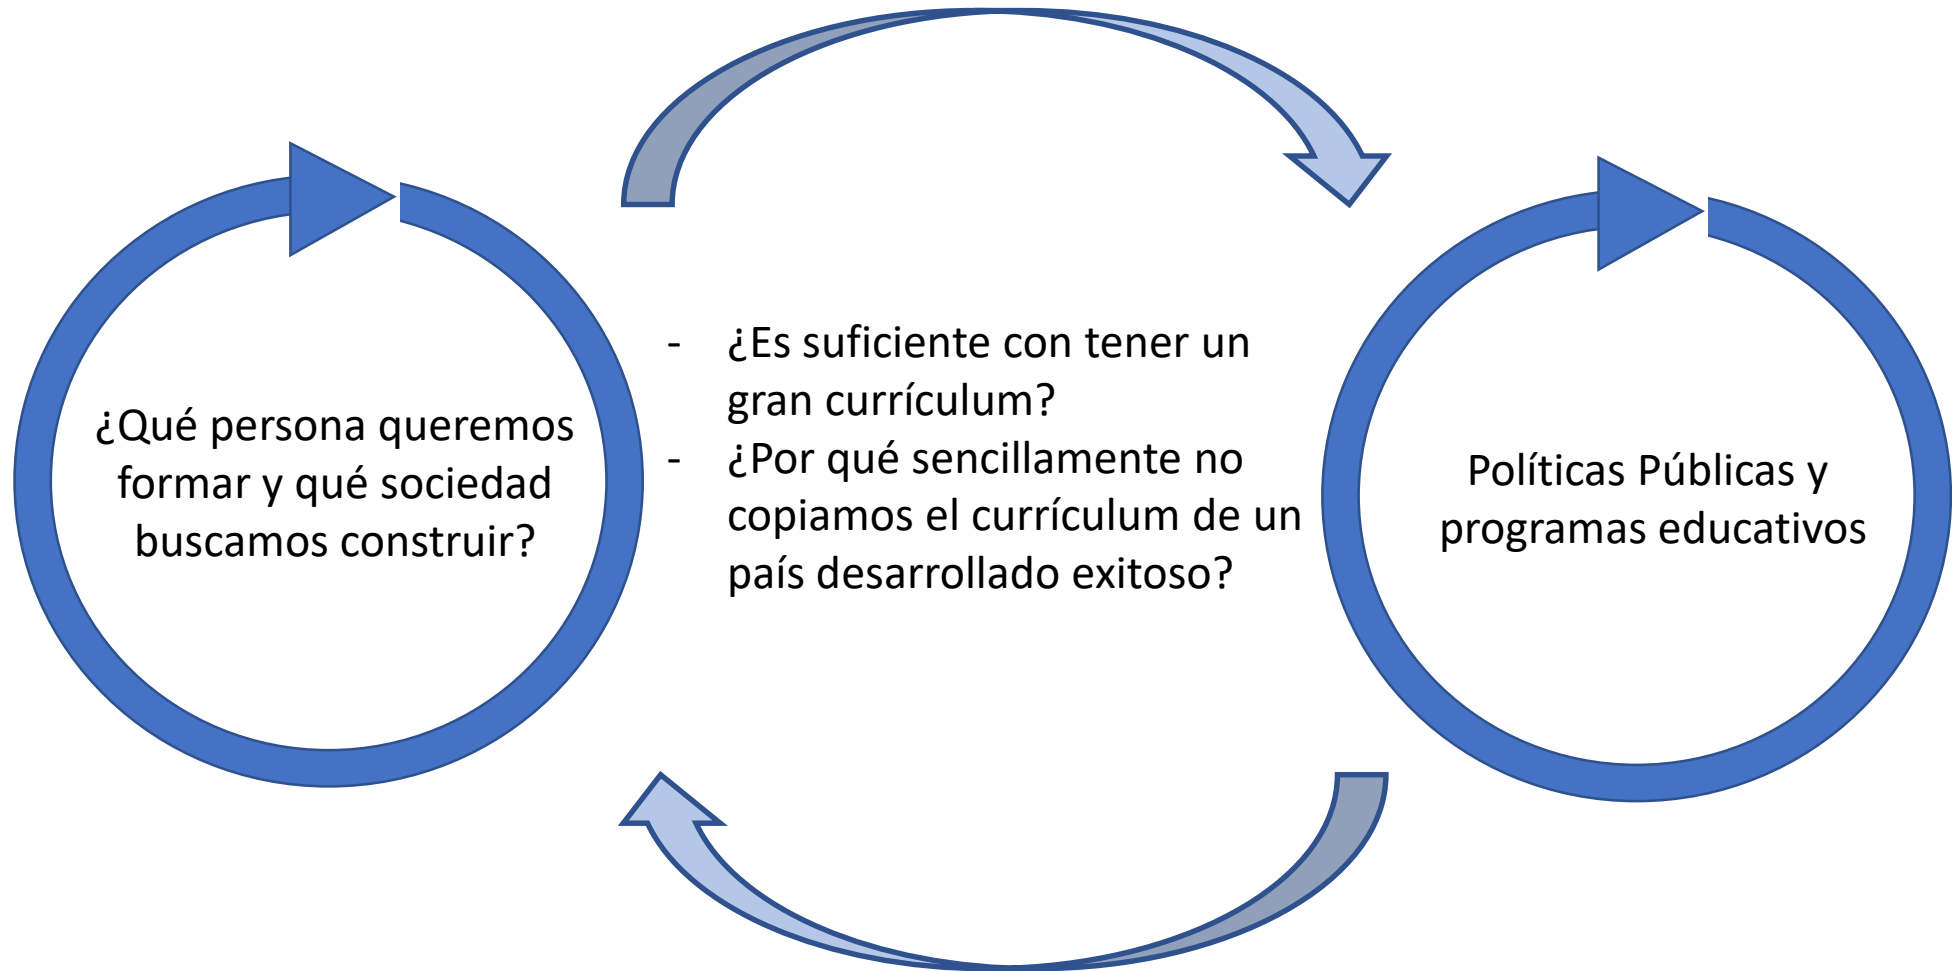 ¿Qué persona queremos
formar y qué sociedad
buscamos construir?
- ¿Es suficiente con tener un
gran currículum?
- ¿Por qué sencillamente no
copiamos el currículum de un
país desarrollado exitoso?
Políticas Públicas y
programas educativos